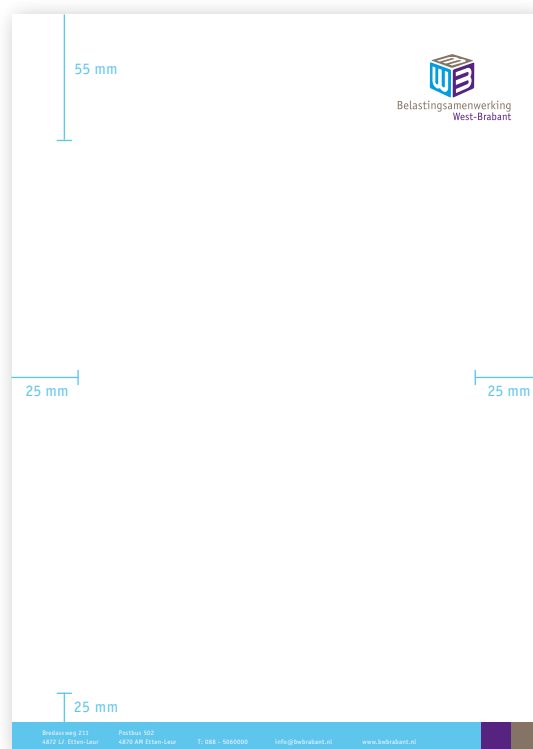 55 mm
BWB
Belastingsamenwerking
West-Brabant
25 mm
25 mm
25 mm
Bredaseweg 211 Postbus 502
4872 LA Etten-Leur 4870 AM Etten-Leur T: 088 - 5060000 info@bwbrabant.nl www.bwbrabant.nl